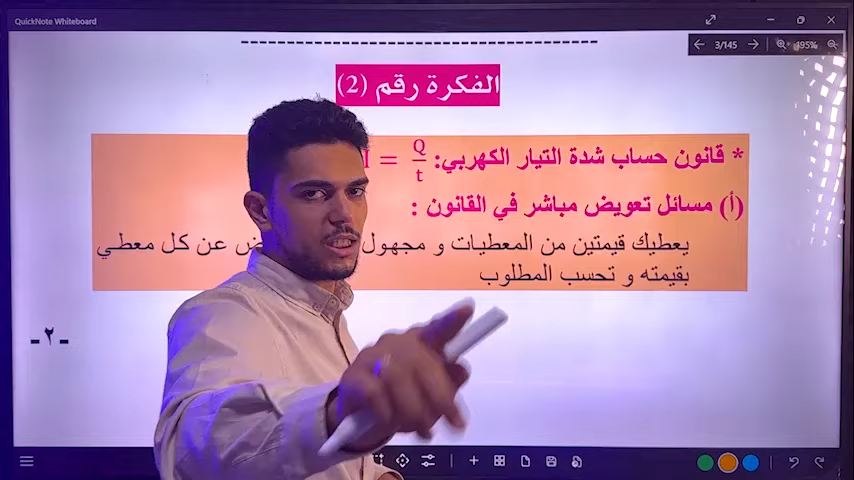 QuickNote Whiteboard
3/145
495%
الفكرة رقم (2)
* قانون حساب شدة التيار الكهربي: I = Q/t
(أ) مسائل تعويض مباشر في القانون :
يعطيك قيمتين من المعطيات و مجهول عن كل معطي
بقيمته و تحسب المطلوب
-٢-